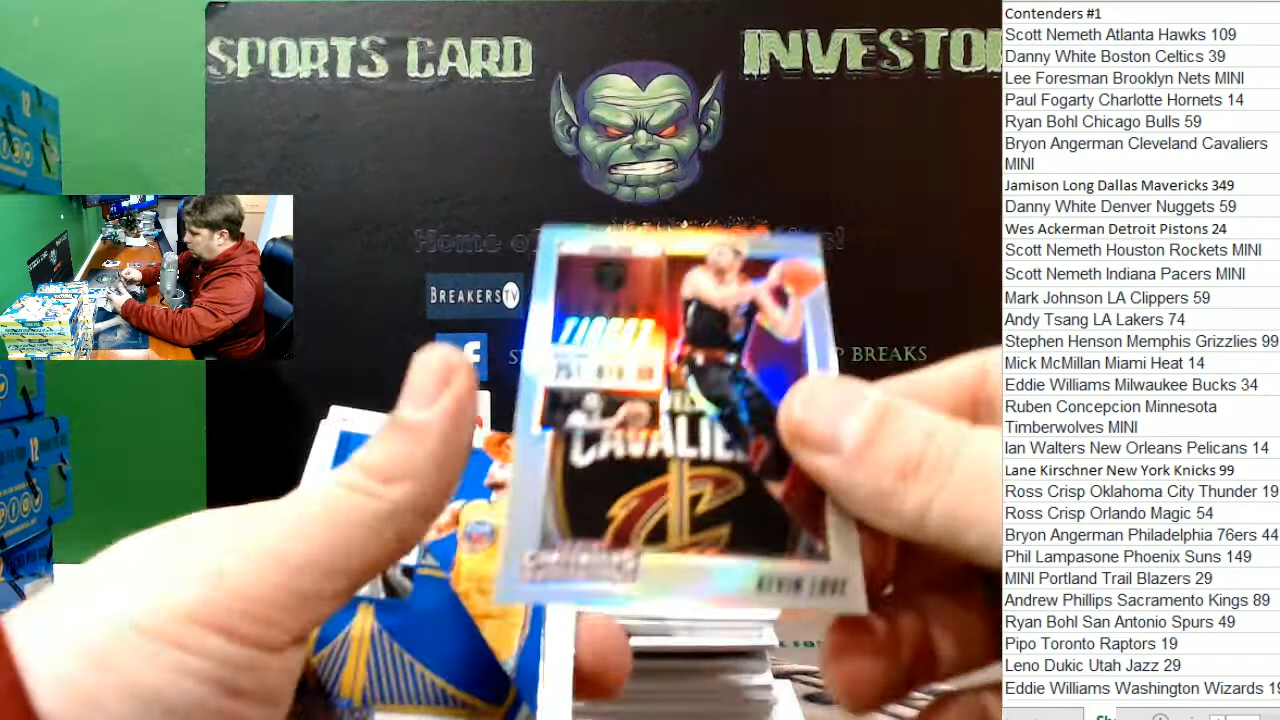 SPORTS CARD INVESTO
Home of
BREAKERS TV
f
P BREAKS
CAVALIE
KEVIN LOVE
12
Contenders #1
Scott Nemeth Atlanta Hawks 109
Danny White Boston Celtics 39
Lee Foresman Brooklyn Nets MINI
Paul Fogarty Charlotte Hornets 14
Ryan Bohl Chicago Bulls 59
Bryon Angerman Cleveland Cavaliers
MINI
Jamison Long Dallas Mavericks 349
Danny White Denver Nuggets 59
Wes Ackerman Detroit Pistons 24
Scott Nemeth Houston Rockets MINI
Scott Nemeth Indiana Pacers MINI
Mark Johnson LA Clippers 59
Andy Tsang LA Lakers 74
Stephen Henson Memphis Grizzlies 99
Mick McMillan Miami Heat 14
Eddie Williams Milwaukee Bucks 34
Ruben Concepcion Minnesota
Timberwolves MINI
Ian Walters New Orleans Pelicans 14
Lane Kirschner New York Knicks 99
Ross Crisp Oklahoma City Thunder 19
Ross Crisp Orlando Magic 54
Bryon Angerman Philadelphia 76ers 44
Phil Lampasone Phoenix Suns 149
MINI Portland Trail Blazers 29
Andrew Phillips Sacramento Kings 89
Ryan Bohl San Antonio Spurs 49
Pipo Toronto Raptors 19
Leno Dukic Utah Jazz 29
Eddie Williams Washington Wizards 19